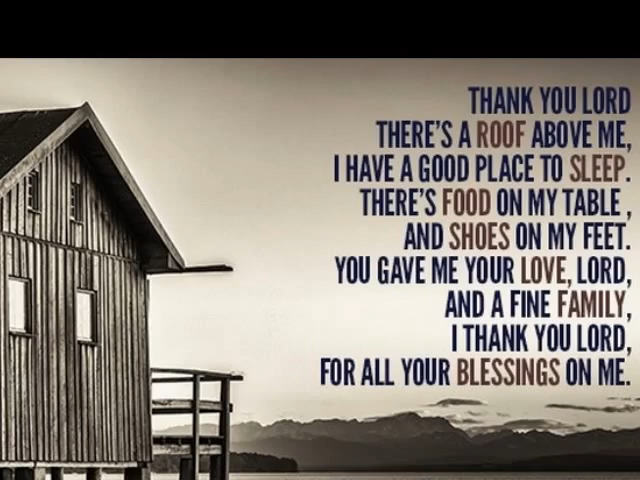 THANK YOU LORD
THERE'S A ROOF ABOVE ME,
I HAVE A GOOD PLACE TO SLEEP.
THERE'S FOOD ON MY TABLE ,
AND SHOES ON MY FEET.
YOU GAVE ME YOUR LOVE, LORD,
AND A FINE FAMILY,
I THANK YOU LORD,
FOR ALL YOUR BLESSINGS ON ME.